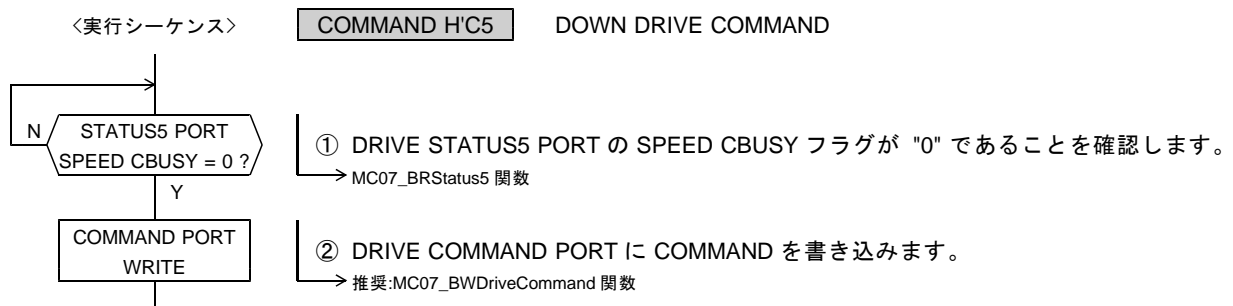 〈実行シーケンス〉 COMMAND H'C5 DOWN DRIVE COMMAND
N
STATUS5 PORT
SPEED CBUSY = 0 ?
① DRIVE STATUS5 PORT の SPEED CBUSY フラグが "0" であることを確認します。
MC07_BRStatus5 関数
Y
COMMAND PORT
WRITE
② DRIVE COMMAND PORT に COMMAND を書き込みます。
推奨:MC07_BWDriveCommand 関数